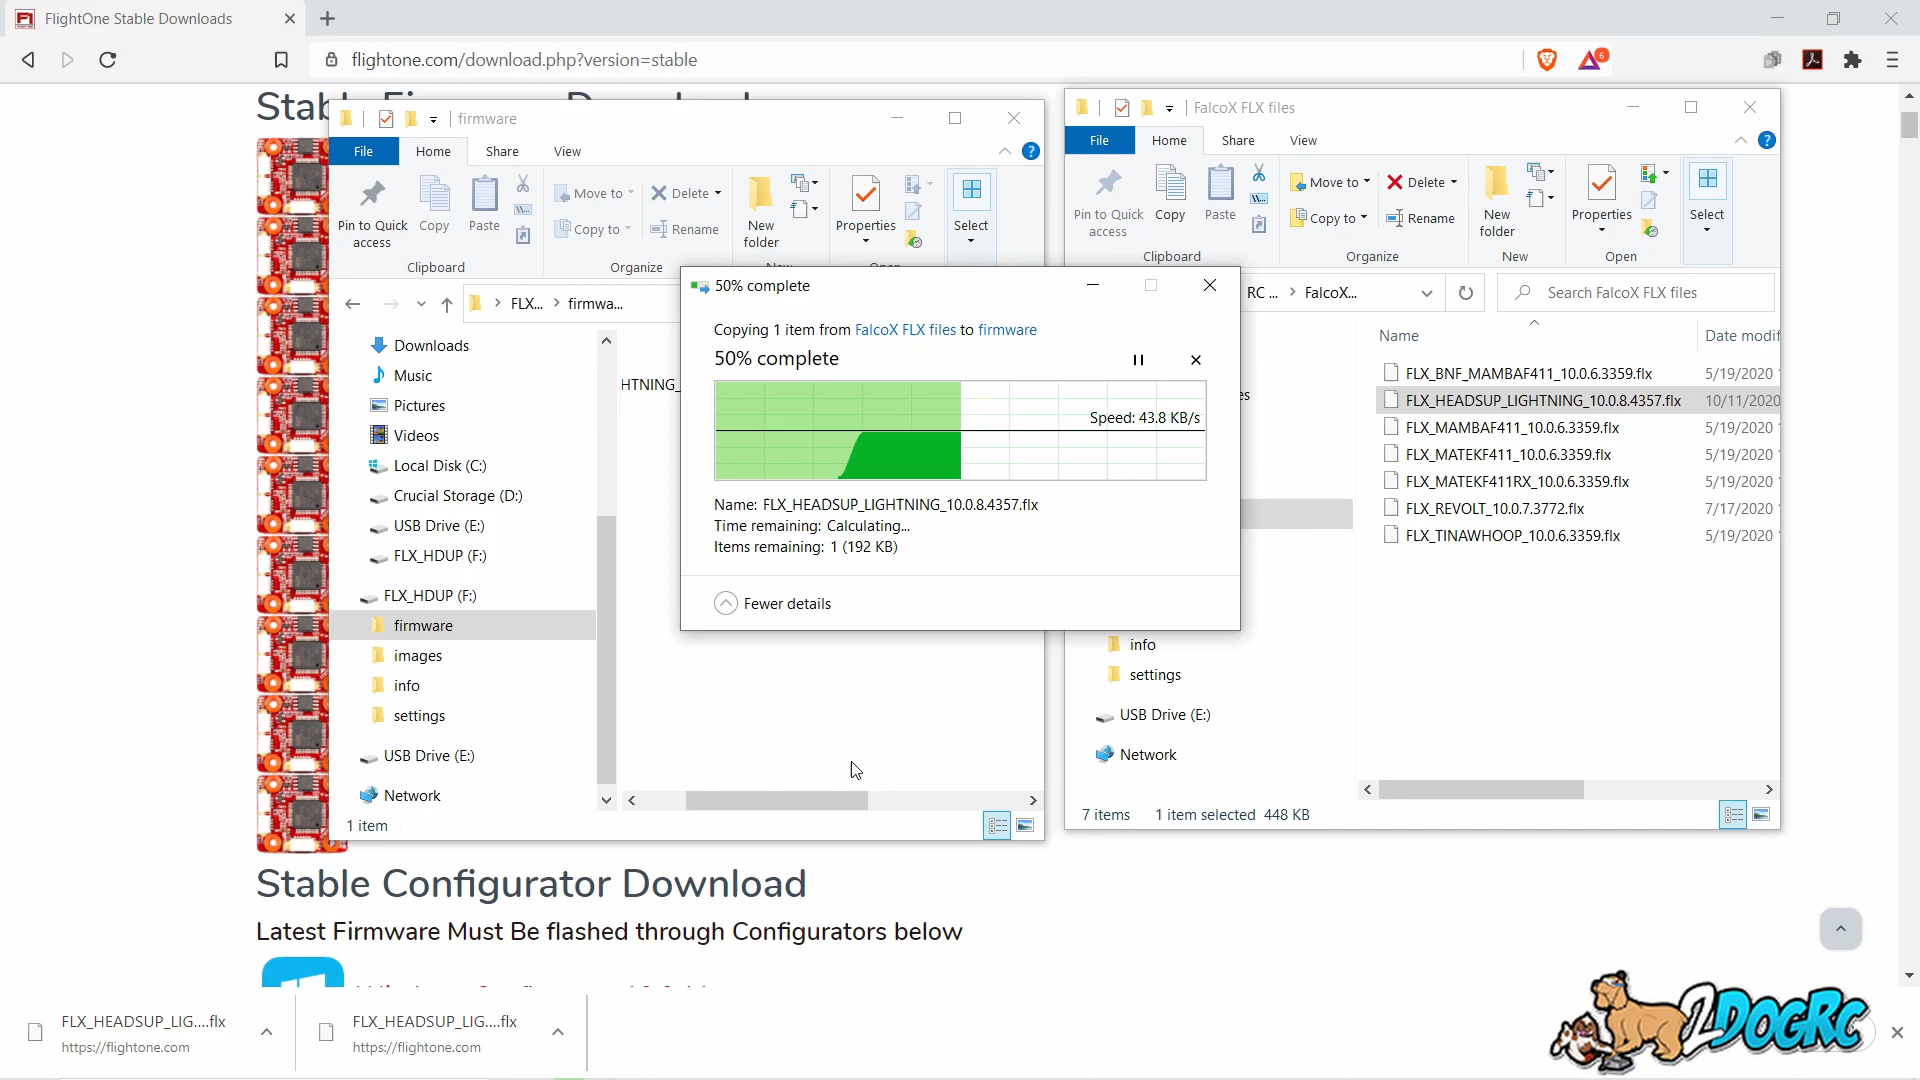 FlightOne Stable Downloads
flightone.com/download.php?version=stable
6
firmware
File
Home
Share
View
Pin to Quick access
Copy
Paste
Move to
Copy to
Delete
Rename
New folder
Properties
Select
Clipboard
Organize
FLX...
firmwa...
Downloads
Music
Pictures
Videos
Local Disk (C:)
Crucial Storage (D:)
USB Drive (E:)
FLX_HDUP (F:)
FLX_HDUP (F:)
firmware
images
info
settings
USB Drive (E:)
Network
HTNING_
1 item
FalcoX FLX files
File
Home
Share
View
Pin to Quick access
Copy
Paste
Move to
Copy to
Delete
Rename
New folder
Properties
Select
Clipboard
Organize
New
Open
RC ...
FalcoX...
Search FalcoX FLX files
Name
Date modif
FLX_BNF_MAMBAF411_10.0.6.3359.flx 5/19/2020
FLX_HEADSUP_LIGHTNING_10.0.8.4357.flx 10/11/2020
FLX_MAMBAF411_10.0.6.3359.flx 5/19/2020
FLX_MATEKF411_10.0.6.3359.flx 5/19/2020
FLX_MATEKF411RX_10.0.6.3359.flx 5/19/2020
FLX_REVOLT_10.0.7.3772.flx 7/17/2020
FLX_TINAWHOOP_10.0.6.3359.flx 5/19/2020
info
settings
USB Drive (E:)
Network
7 items 1 item selected 448 KB
50% complete
Copying 1 item from FalcoX FLX files to firmware
50% complete
Speed: 43.8 KB/s
Name: FLX_HEADSUP_LIGHTNING_10.0.8.4357.flx
Time remaining: Calculating...
Items remaining: 1 (192 KB)
Fewer details
Stable Configurator Download
Latest Firmware Must Be flashed through Configurators below
FLX_HEADSUP_LIG....flx
https://flightone.com
FLX_HEADSUP_LIG....flx
https://flightone.com
2DOGRC